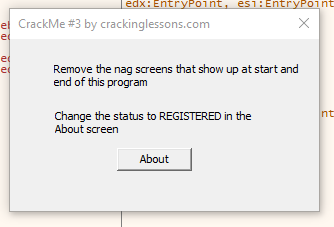 edx:EntryPoint, esi:EntryPoint
CrackMe #3 by crackinglessons.com
Remove the nag screens that show up at start and
end of this program
Change the status to REGISTERED in the
About screen
About